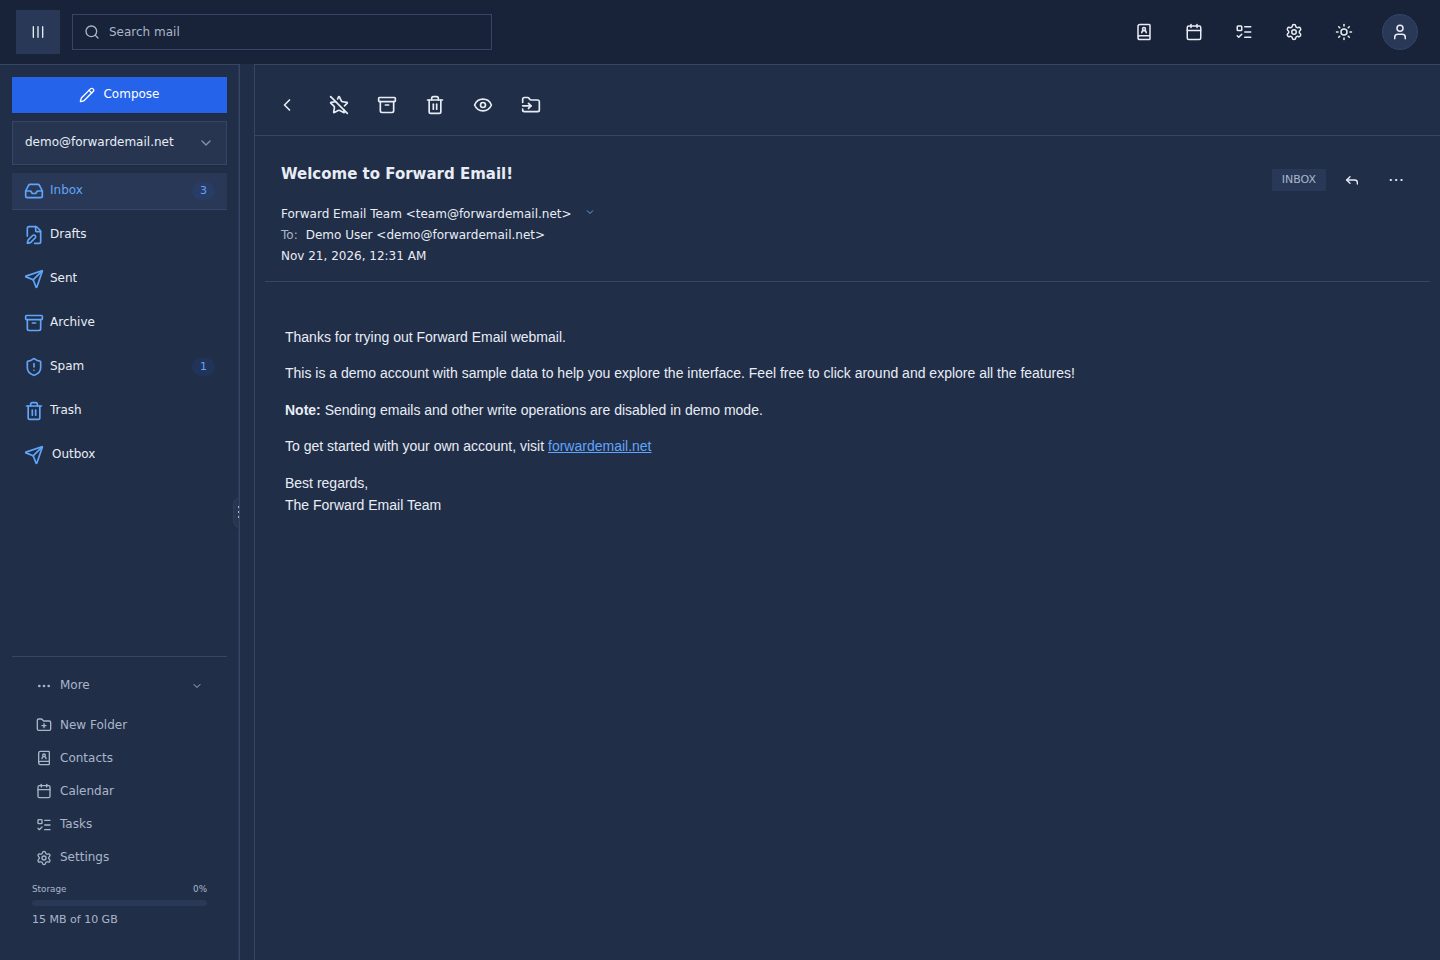 Search mail
Compose
demo@forwardemail.net
Inbox 3
Drafts
Sent
Archive
Spam 1
Trash
Outbox
More
New Folder
Contacts
Calendar
Tasks
Settings
Storage 0%
15 MB of 10 GB
Welcome to Forward Email!
INBOX
Forward Email Team <team@forwardemail.net>
To: Demo User <demo@forwardemail.net>
Nov 21, 2026, 12:31 AM
Thanks for trying out Forward Email webmail.
This is a demo account with sample data to help you explore the interface. Feel free to click around and explore all the features!
Note: Sending emails and other write operations are disabled in demo mode.
To get started with your own account, visit forwardemail.net
Best regards,
The Forward Email Team